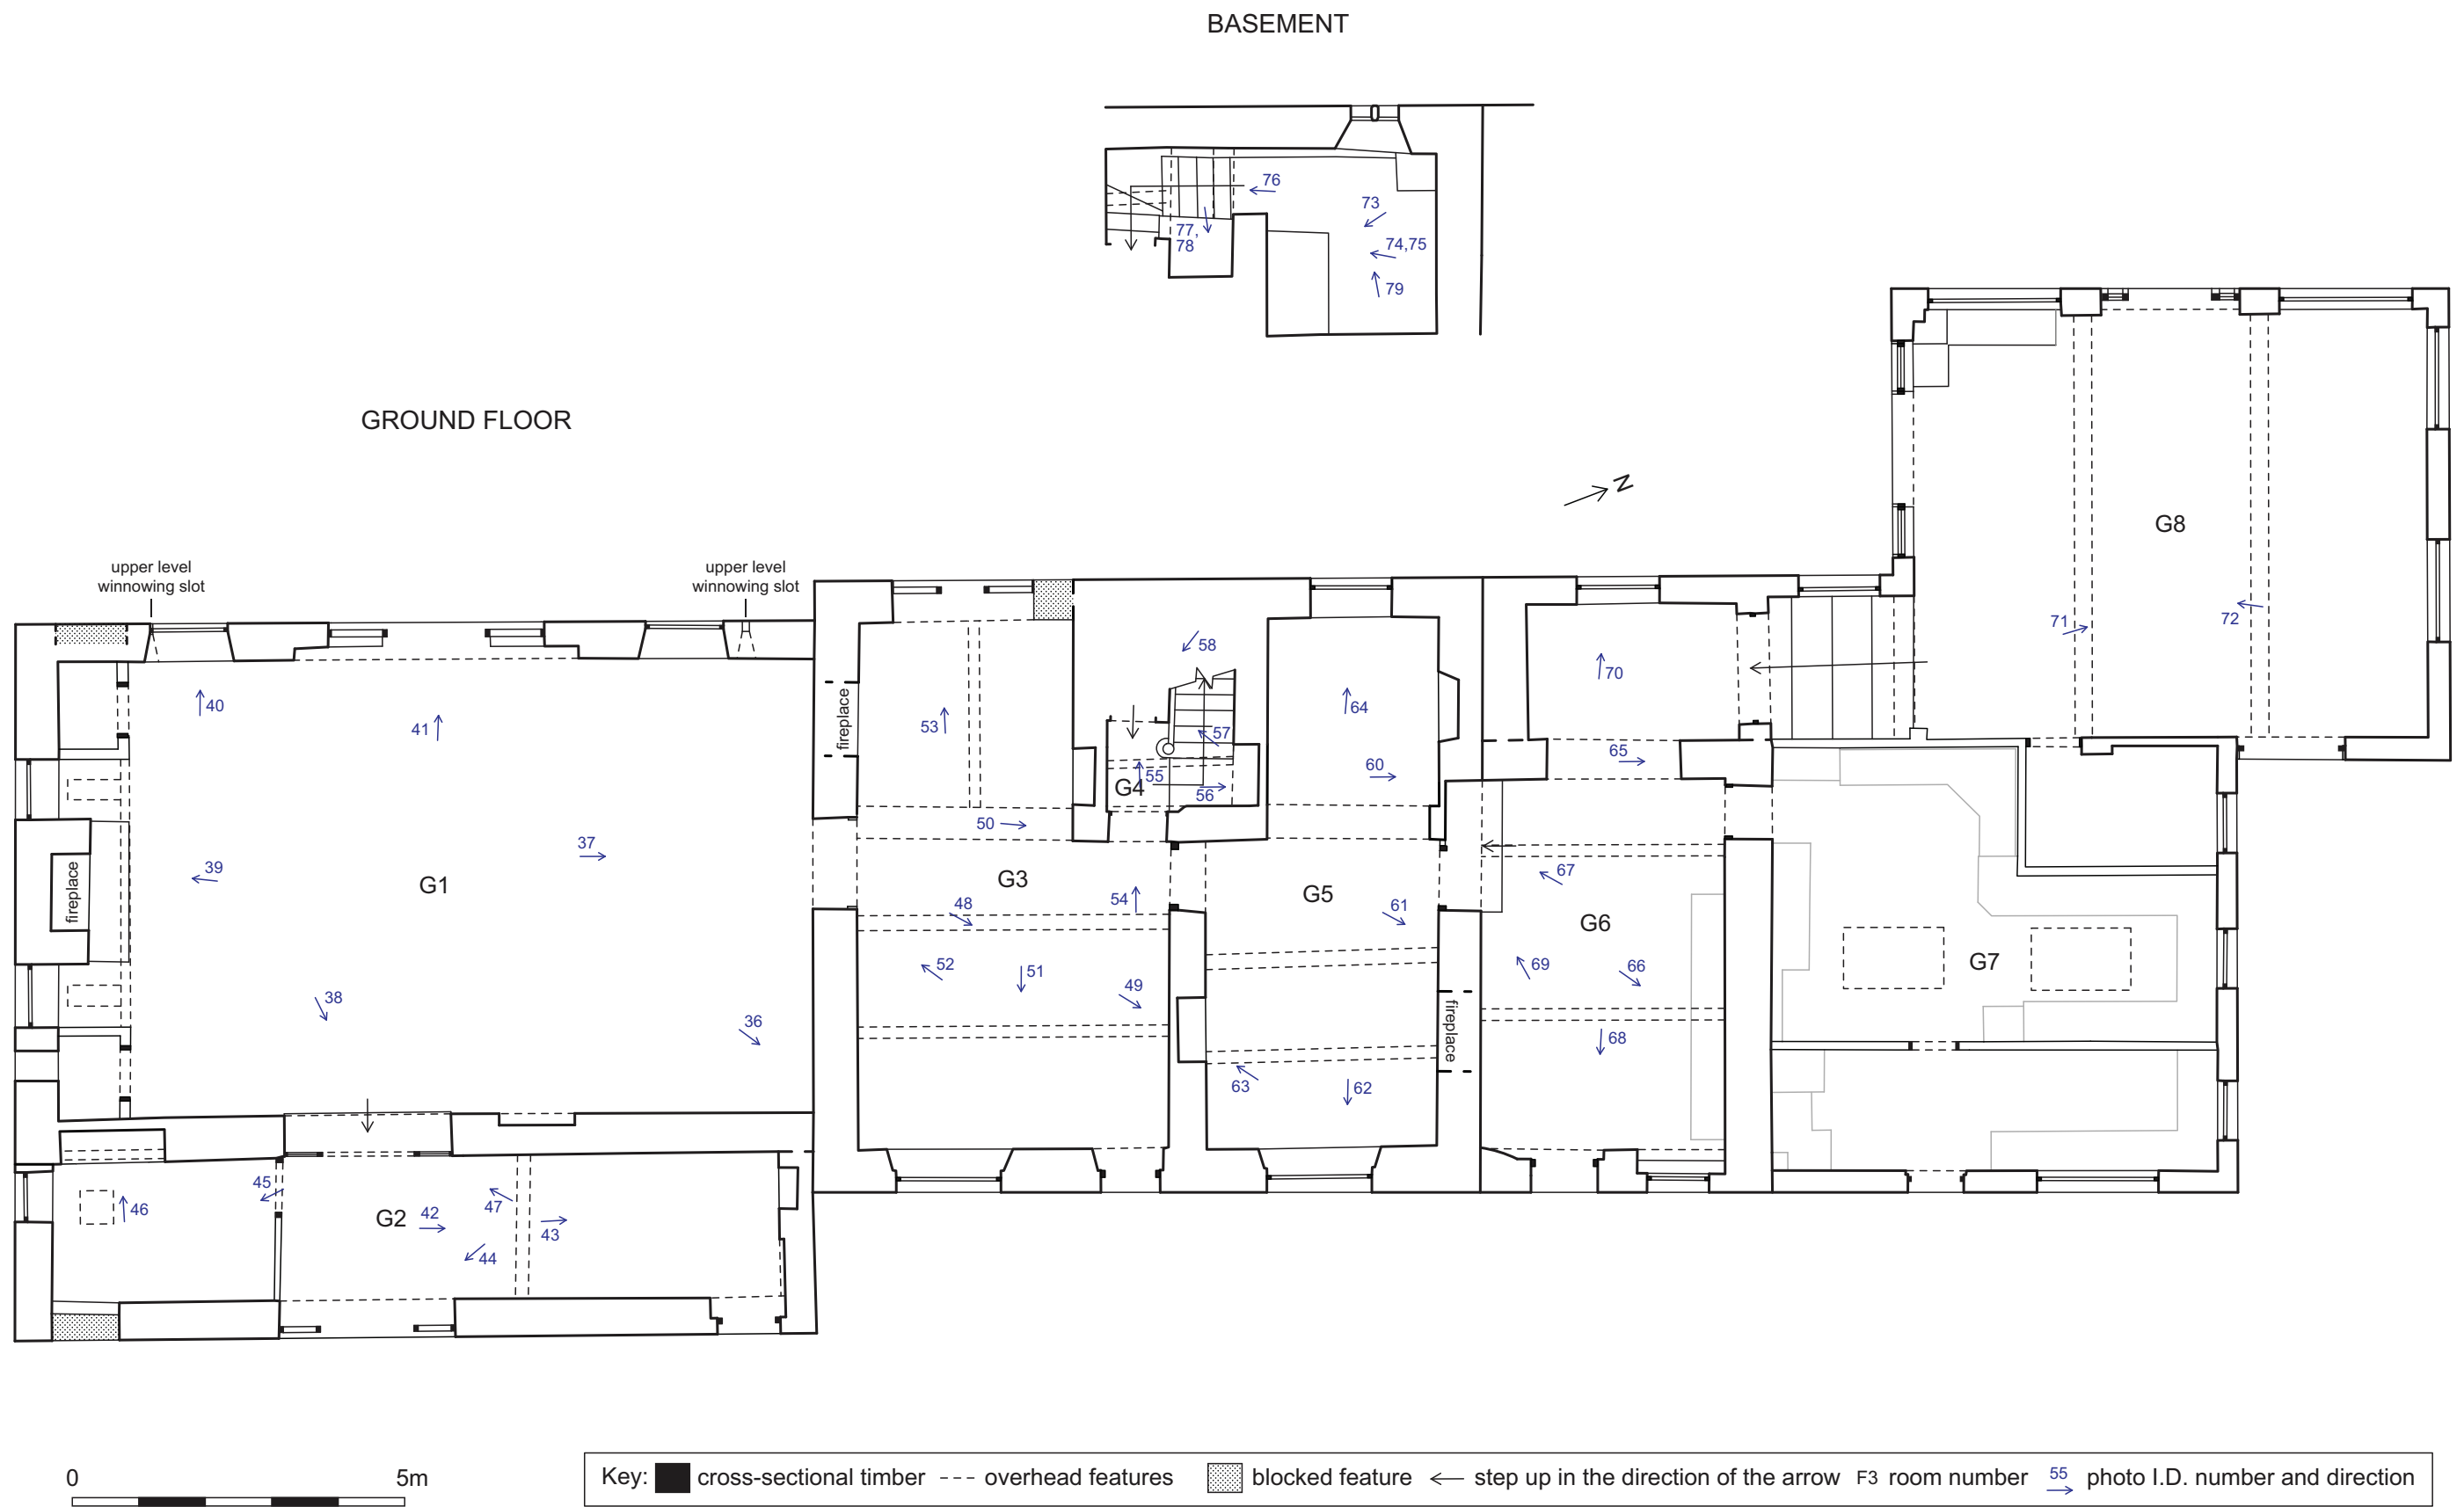 BASEMENT
76
73
77,
78
74,75
79
GROUND FLOOR
N
G8
upper level
winnowing slot
upper level
winnowing slot
71
72
58
40
41
fireplace
53
57
64
70
65
55
G4
56
60
50
37
39
fireplace
G1
G3
48
54
G5
61
67
G6
52
51
49
69
66
G7
38
36
fireplace
68
63
62
45
46
G2
42
47
43
44
0 5m
Key: cross-sectional timber overhead features blocked feature step up in the direction of the arrow F3 room number 55 photo I.D. number and direction